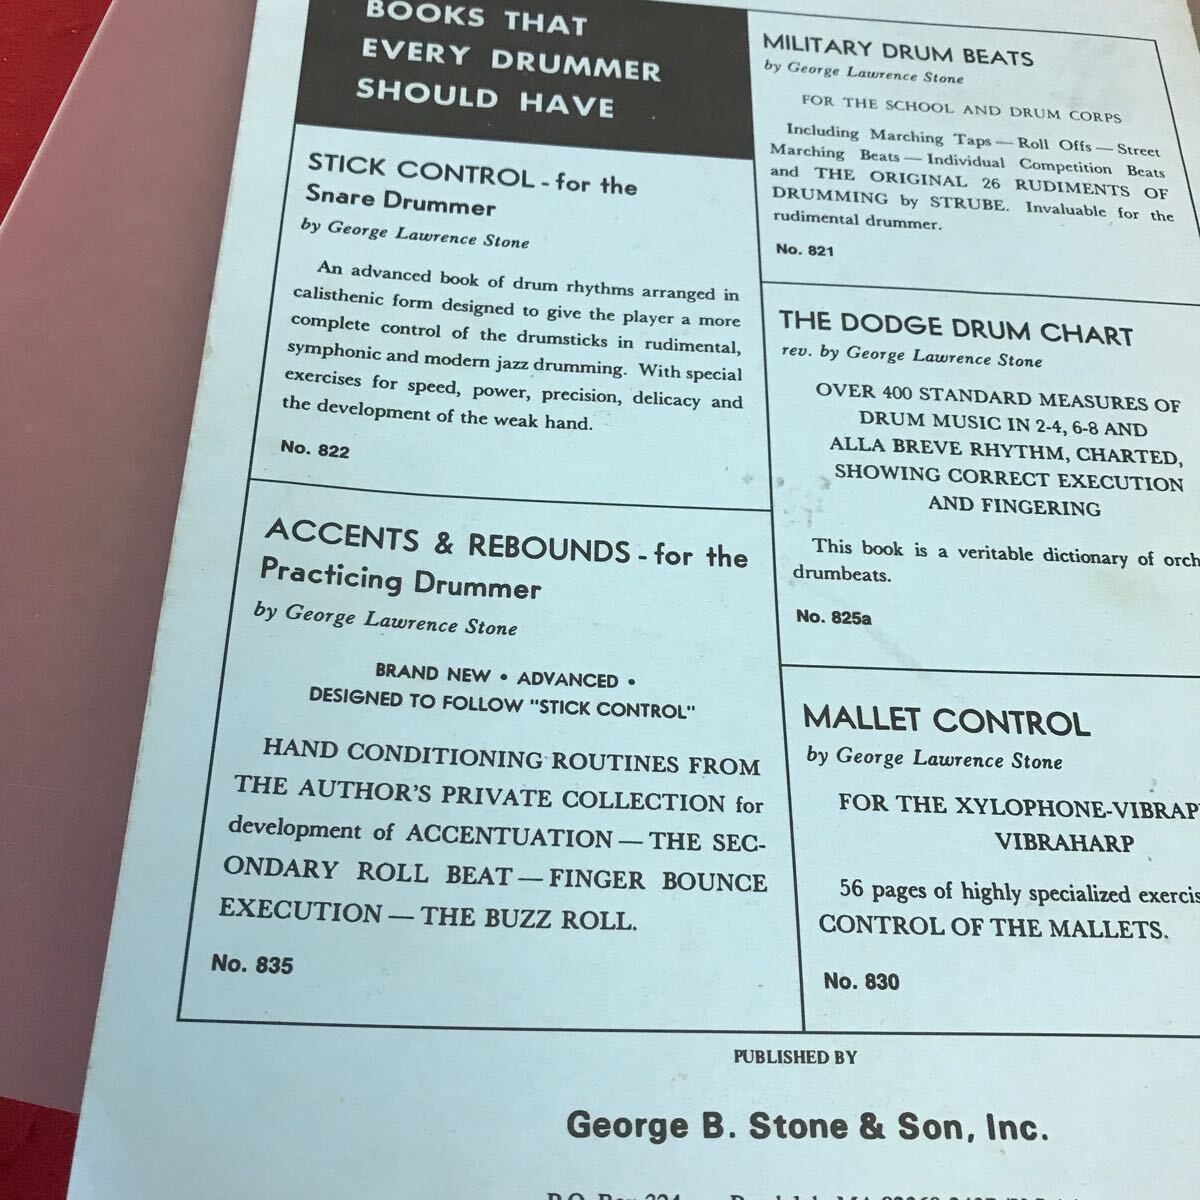 BOOKS THAT
EVERY DRUMMER
SHOULD HAVE
STICK CONTROL - for the
Snare Drummer
by George Lawrence Stone
An advanced book of drum rhythms arranged in
calisthenic form designed to give the player a more
complete control of the drumsticks in rudimental,
symphonic and modern jazz drumming. With special
exercises for speed, power, precision, delicacy and
the development of the weak hand.
No. 822
ACCENTS & REBOUNDS - for the
Practicing Drummer
by George Lawrence Stone
BRAND NEW • ADVANCED •
DESIGNED TO FOLLOW "STICK CONTROL"
HAND CONDITIONING ROUTINES FROM
THE AUTHOR'S PRIVATE COLLECTION for
development of ACCENTUATION — THE SEC-
ONDARY ROLL BEAT — FINGER BOUNCE
EXECUTION — THE BUZZ ROLL.
No. 835
MILITARY DRUM BEATS
by George Lawrence Stone
FOR THE SCHOOL AND DRUM CORPS
Including Marching Taps — Roll Offs — Street
Marching Beats — Individual Competition Beats
and THE ORIGINAL 26 RUDIMENTS OF
DRUMMING by STRUBE. Invaluable for the
rudimental drummer.
No. 821
THE DODGE DRUM CHART
rev. by George Lawrence Stone
OVER 400 STANDARD MEASURES OF
DRUM MUSIC IN 2-4, 6-8 AND
ALLA BREVE RHYTHM, CHARTED,
SHOWING CORRECT EXECUTION
AND FINGERING
This book is a veritable dictionary of orch
drumbeats.
No. 825a
MALLET CONTROL
by George Lawrence Stone
FOR THE XYLOPHONE-VIBRAP
VIBRAHARP
56 pages of highly specialized exercis
CONTROL OF THE MALLETS.
No. 830
PUBLISHED BY
George B. Stone & Son, Inc.